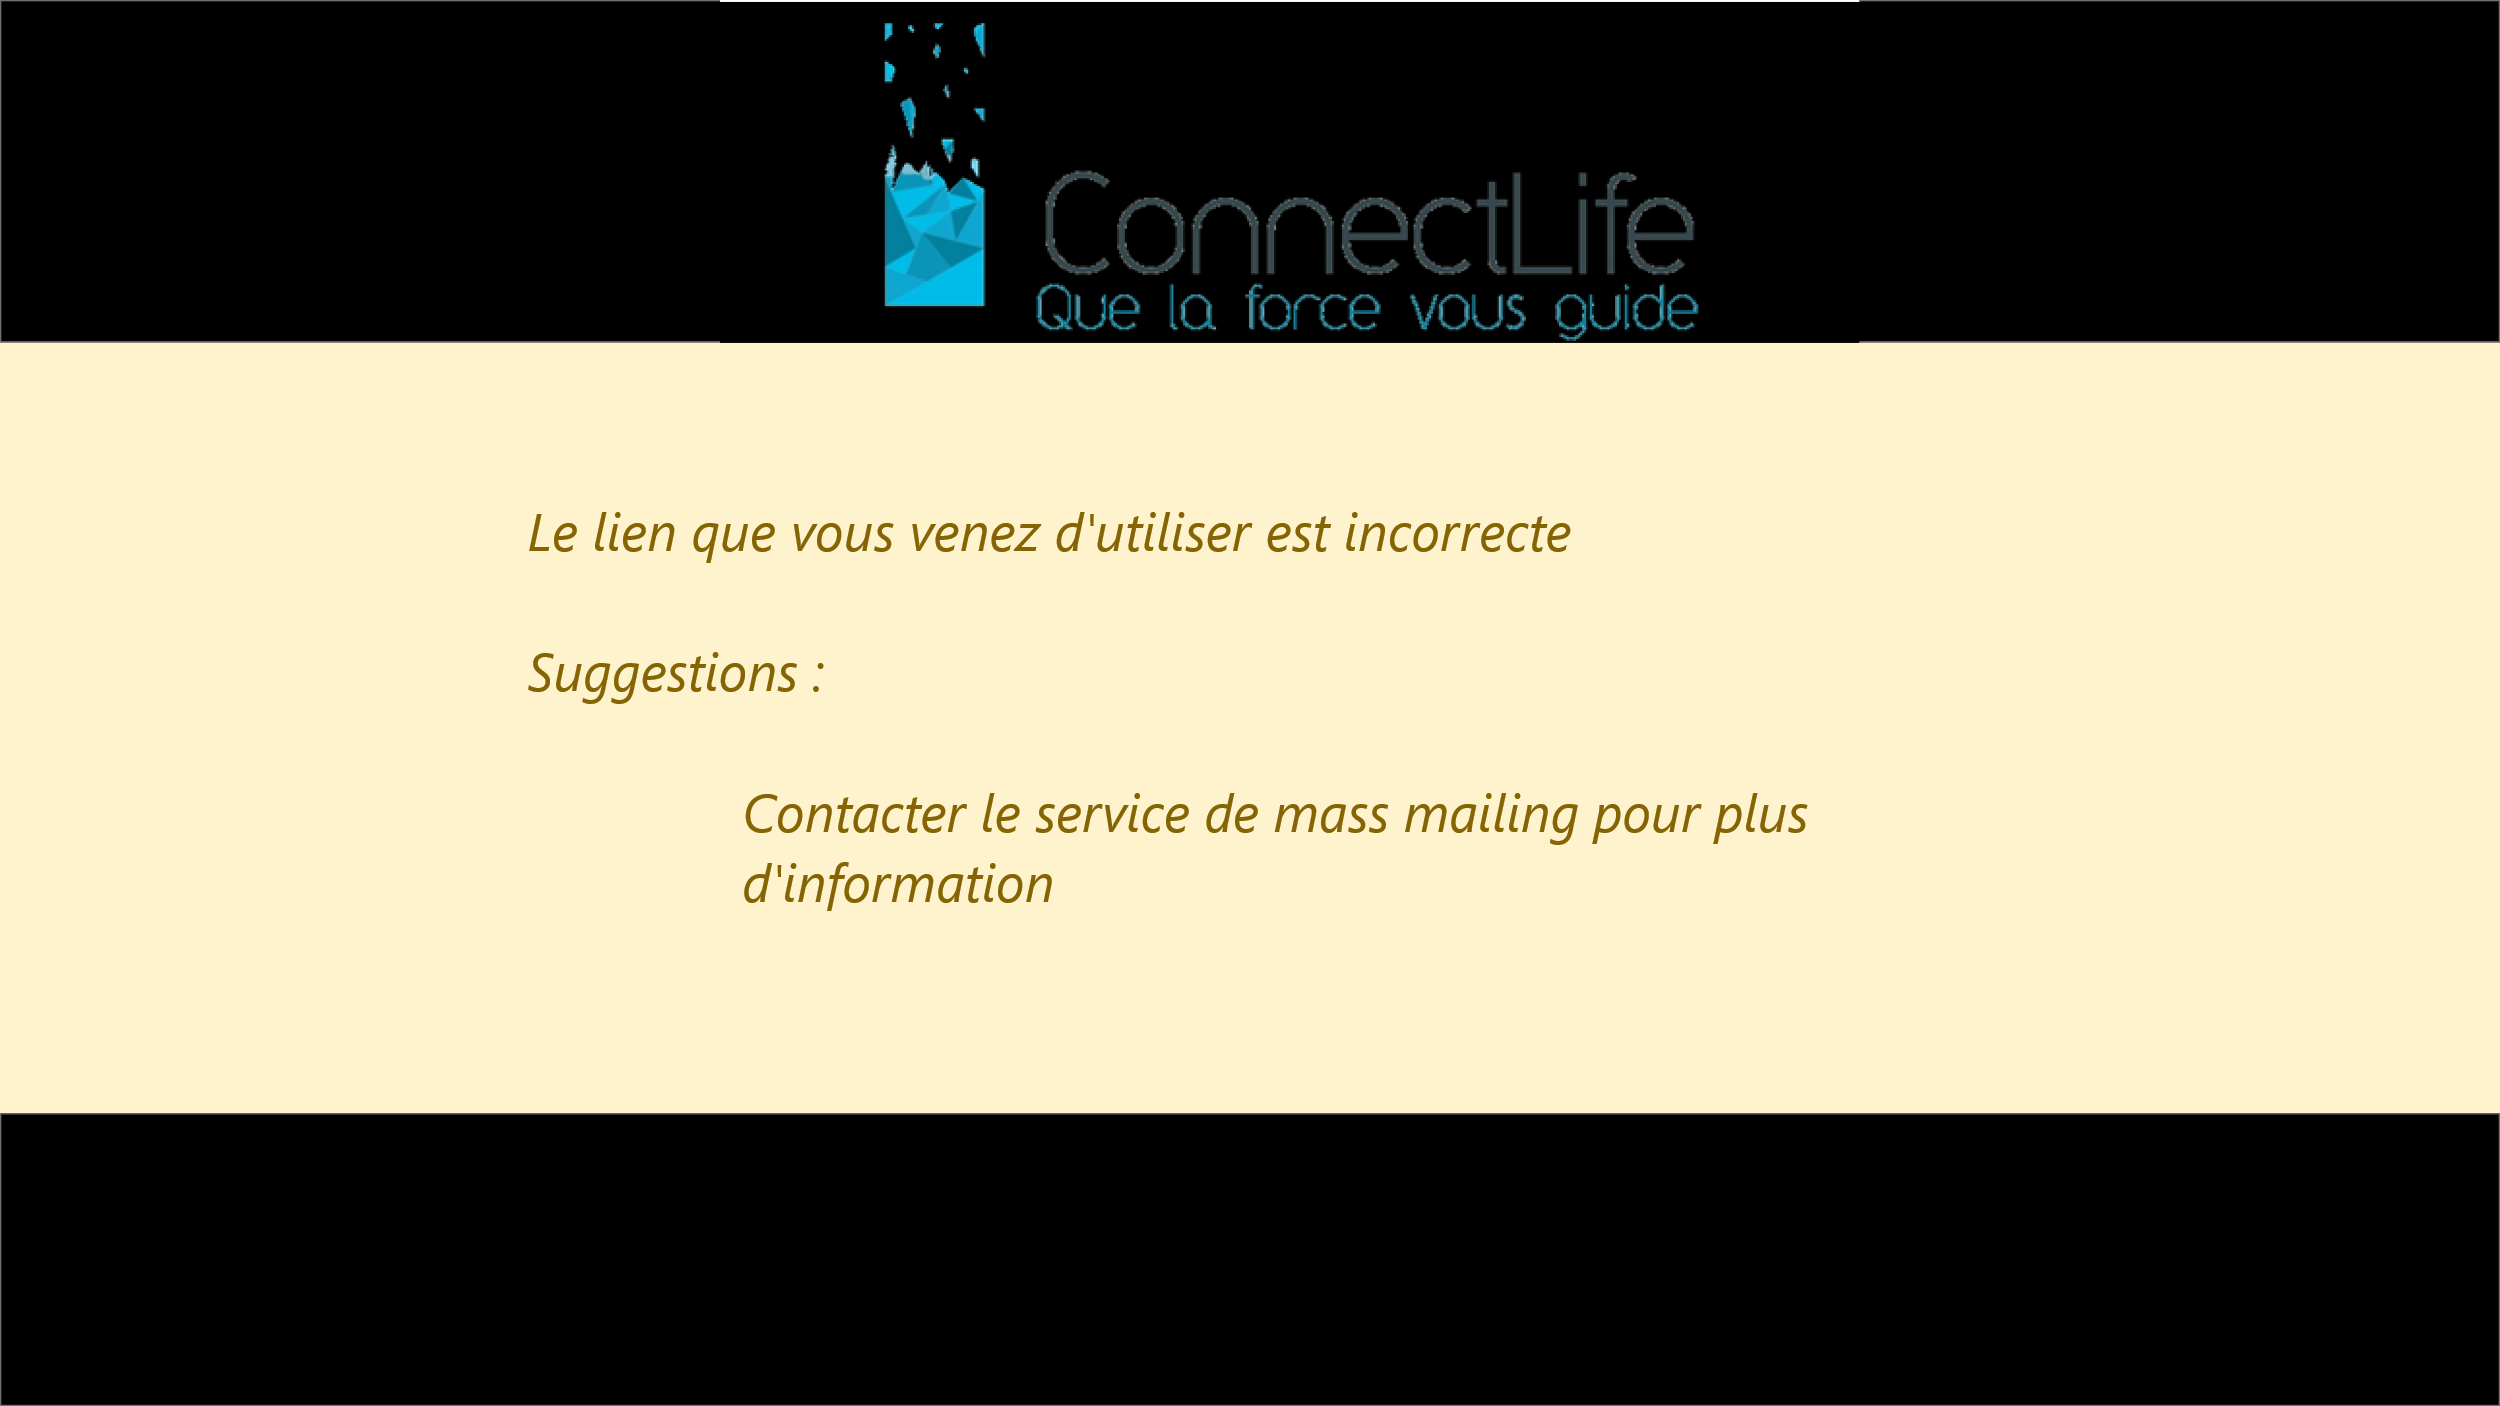 ConnectLife
Que la force vous guide
Le lien que vous venez d'utiliser est incorrecte
Suggestions :
Contacter le service de mass mailing pour plus
d'information